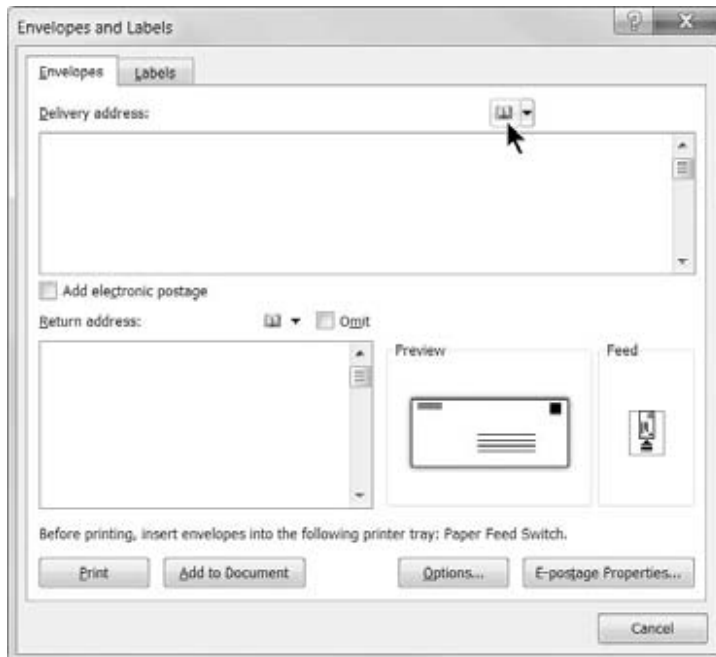 Envelopes and Labels
Envelopes Labels
Delivery address:
Add electronic postage
Return address: Omit
Preview
Feed
Before printing, insert envelopes into the following printer tray: Paper Feed Switch.
Print Add to Document Options... E-postage Properties...
Cancel